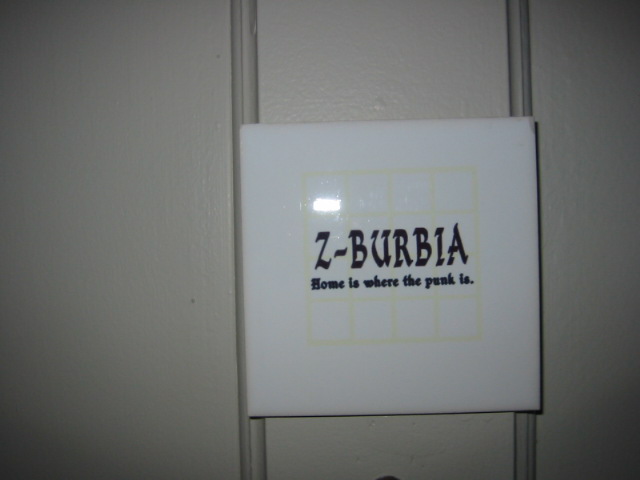 Z-BURBIA
Home is where the punk is.